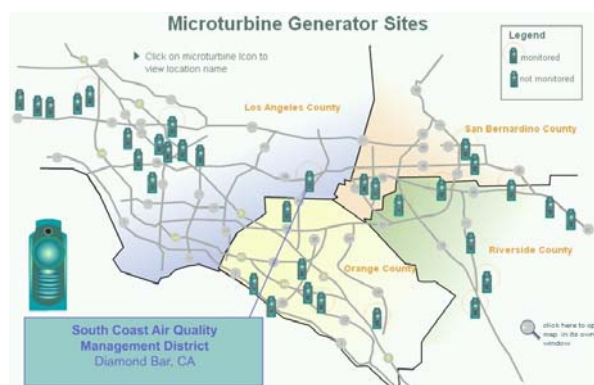 Microturbine Generator Sites
Click on microturbine Icon to
view location name
Legend
monitored
not monitored
Los Angeles County
San Bernardino County
Riverside County
Orange County
South Coast Air Quality
Management District
Diamond Bar, CA
click here to op
map in its own
window